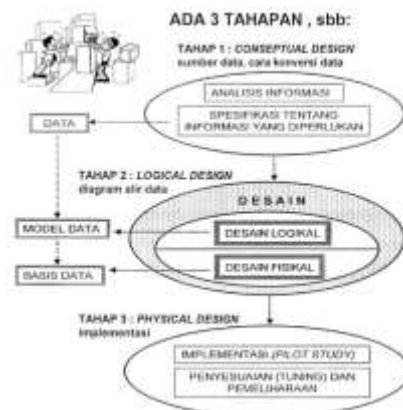 ADA 3 TAHAPAN , sbb:
TAHAP 1 : CONSEPTUAL DESIGN
sumber data, cara konversi data
ANALISIS INFORMASI
SPESIFIKASI TENTANG
INFORMASI YANG DIPERLUKAN
DATA
TAHAP 2 : LOGICAL DESIGN
diagram alir data
DESAIN
MODEL DATA
DESAIN LOGIKAL
BASIS DATA
DESAIN FISIKAL
TAHAP 3 : PHYSICAL DESIGN
implementasi
IMPLEMENTASI (PILOT STUDY)
PENYESUAIAN (TUNING) DAN
PEMELIHARAAN